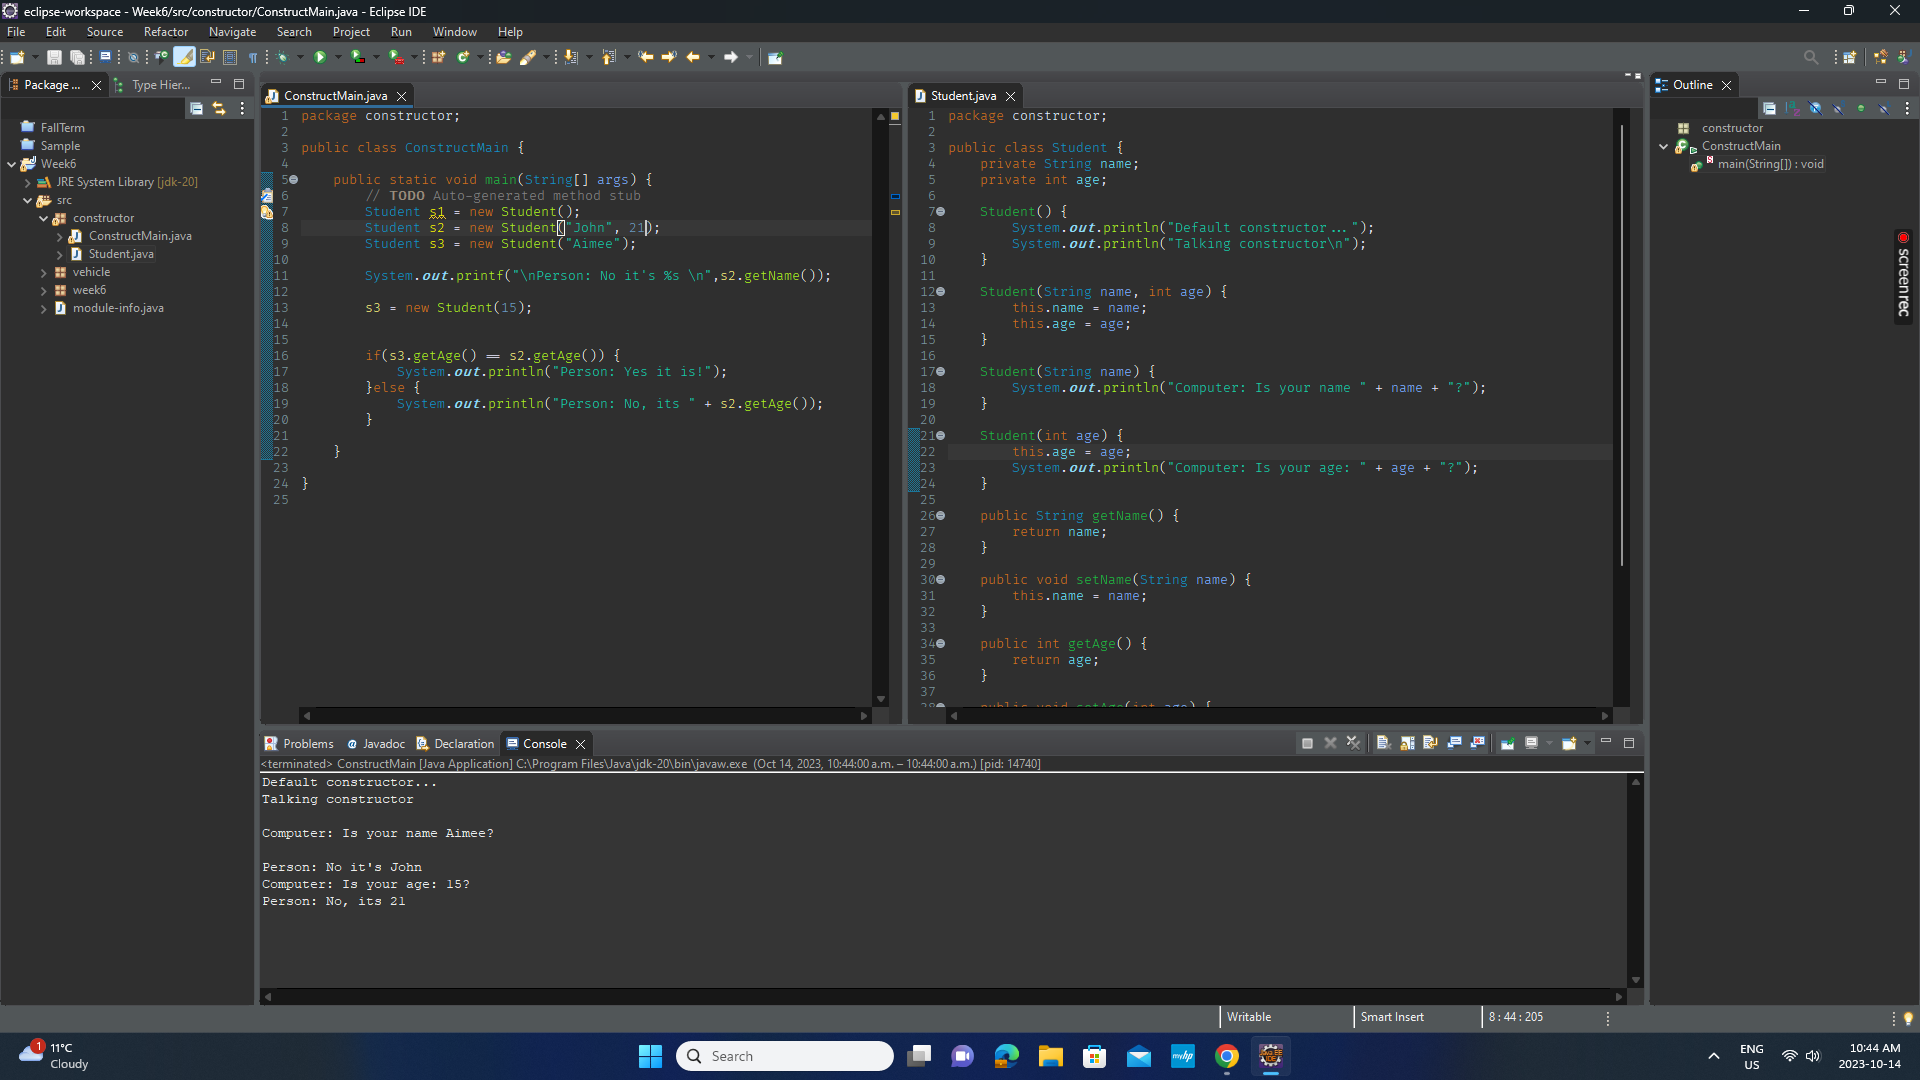 eclipse-workspace - Week6/src/constructor/ConstructMain.java - Eclipse IDE
File Edit Source Refactor Navigate Search Project Run Window Help
Package ... Type Hier...
FallTerm
Sample
Week6
JRE System Library [jdk-20]
src
constructor
ConstructMain.java
Student.java
vehicle
week6
module-info.java
ConstructMain.java
1 package constructor;
2
3 public class ConstructMain {
4
5 public static void main(String[] args) {
6 // TODO Auto-generated method stub
7 Student s1 = new Student();
8 Student s2 = new Student("John", 21);
9 Student s3 = new Student("Aimee");
10
11 System.out.printf("\nPerson: No it's %s \n",s2.getName());
12
13 s3 = new Student(15);
14
15
16 if(s3.getAge() == s2.getAge()) {
17 System.out.println("Person: Yes it is!");
18 }else {
19 System.out.println("Person: No, its " + s2.getAge());
20 }
21
22 }
23
24 }
25
Student.java
1 package constructor;
2
3 public class Student {
4 private String name;
5 private int age;
6
7 Student() {
8 System.out.println("Default constructor...");
9 System.out.println("Talking constructor\n");
10 }
11
12 Student(String name, int age) {
13 this.name = name;
14 this.age = age;
15 }
16
17 Student(String name) {
18 System.out.println("Computer: Is your name " + name + "?");
19 }
20
21 Student(int age) {
22 this.age = age;
23 System.out.println("Computer: Is your age: " + age + "?");
24 }
25
26 public String getName() {
27 return name;
28 }
29
30 public void setName(String name) {
31 this.name = name;
32 }
33
34 public int getAge() {
35 return age;
36 }
37
38 public void setAge(int age) {
Outline
constructor
ConstructMain
main(String[]) : void
screenrec
Problems Javadoc Declaration Console
<terminated> ConstructMain [Java Application] C:\Program Files\Java\jdk-20\bin\javaw.exe (Oct 14, 2023, 10:44:00 a.m. – 10:44:00 a.m.) [pid: 14740]
Default constructor...
Talking constructor
Computer: Is your name Aimee?
Person: No it's John
Computer: Is your age: 15?
Person: No, its 21
Writable Smart Insert 8 : 44 : 205
1
11°C
Cloudy
Search
myhp
ENG
US
10:44 AM
2023-10-14